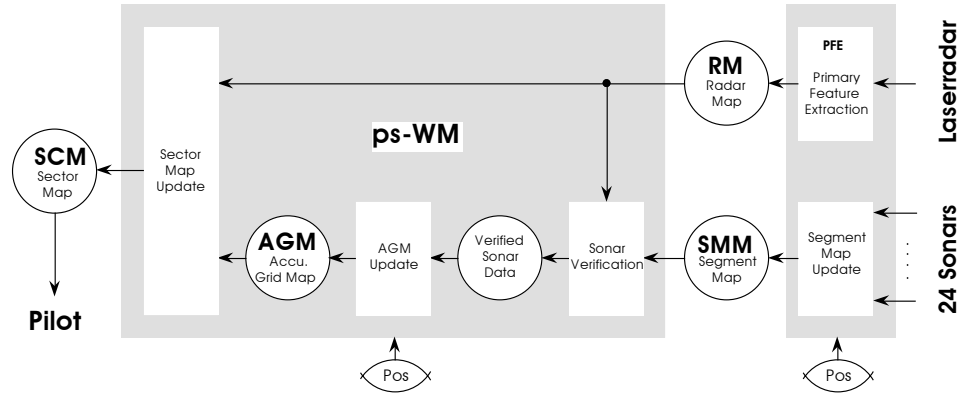 PFE
Primary
Feature
Extraction
Laserradar
RM
Radar
Map
ps-WM
SCM
Sector
Map
Sector
Map
Update
AGM
Accu.
Grid Map
AGM
Update
Verified
Sonar
Data
Sonar
Verification
SMM
Segment
Map
Segment
Map
Update
24 Sonars
Pilot
Pos
Pos